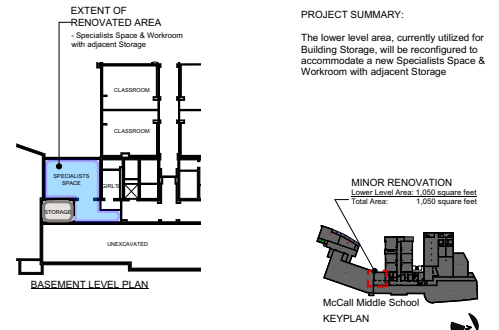 EXTENT OF
RENOVATED AREA
- Specialists Space & Workroom
with adjacent Storage
CLASSROOM
CLASSROOM
SPECIALISTS
SPACE
GIRL'S
STORAGE
UNEXCAVATED
BASEMENT LEVEL PLAN
PROJECT SUMMARY:
The lower level area, currently utilized for
Building Storage, will be reconfigured to
accommodate a new Specialists Space &
Workroom with adjacent Storage
MINOR RENOVATION
Lower Level Area: 1,050 square feet
Total Area: 1,050 square feet
McCall Middle School
KEYPLAN